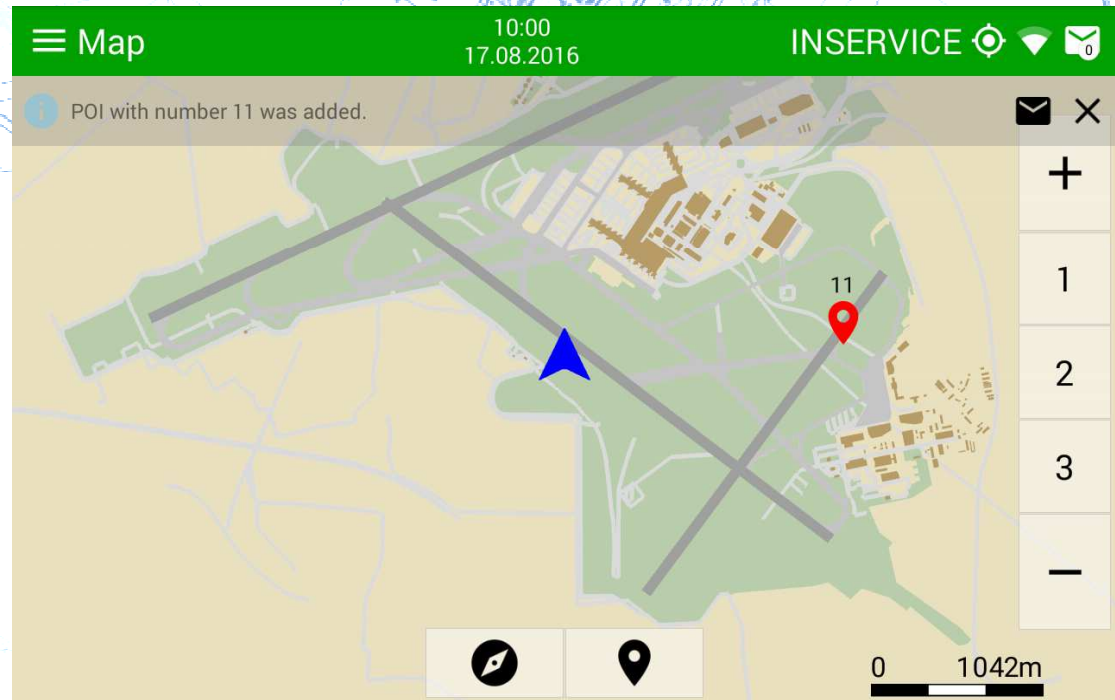 Map
10:00
17.08.2016
INSERVICE
0
POI with number 11 was added.
+
1
11
2
3
−
0 1042m